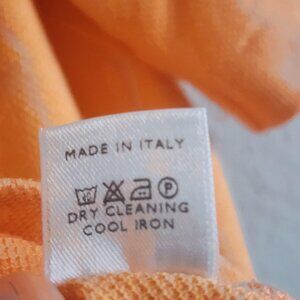 MADE IN ITALY
P
DRY CLEANING
COOL IRON